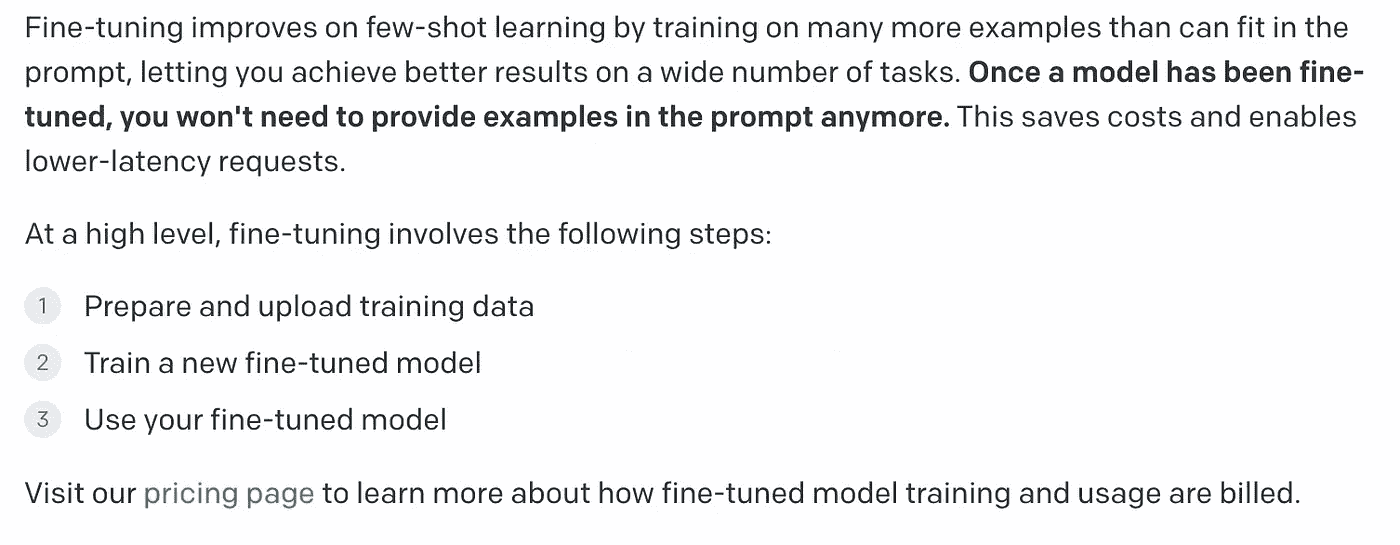 Fine-tuning improves on few-shot learning by training on many more examples than can fit in the
prompt, letting you achieve better results on a wide number of tasks. Once a model has been fine-
tuned, you won't need to provide examples in the prompt anymore. This saves costs and enables
lower-latency requests.
At a high level, fine-tuning involves the following steps:
1 Prepare and upload training data
2 Train a new fine-tuned model
3 Use your fine-tuned model
Visit our pricing page to learn more about how fine-tuned model training and usage are billed.